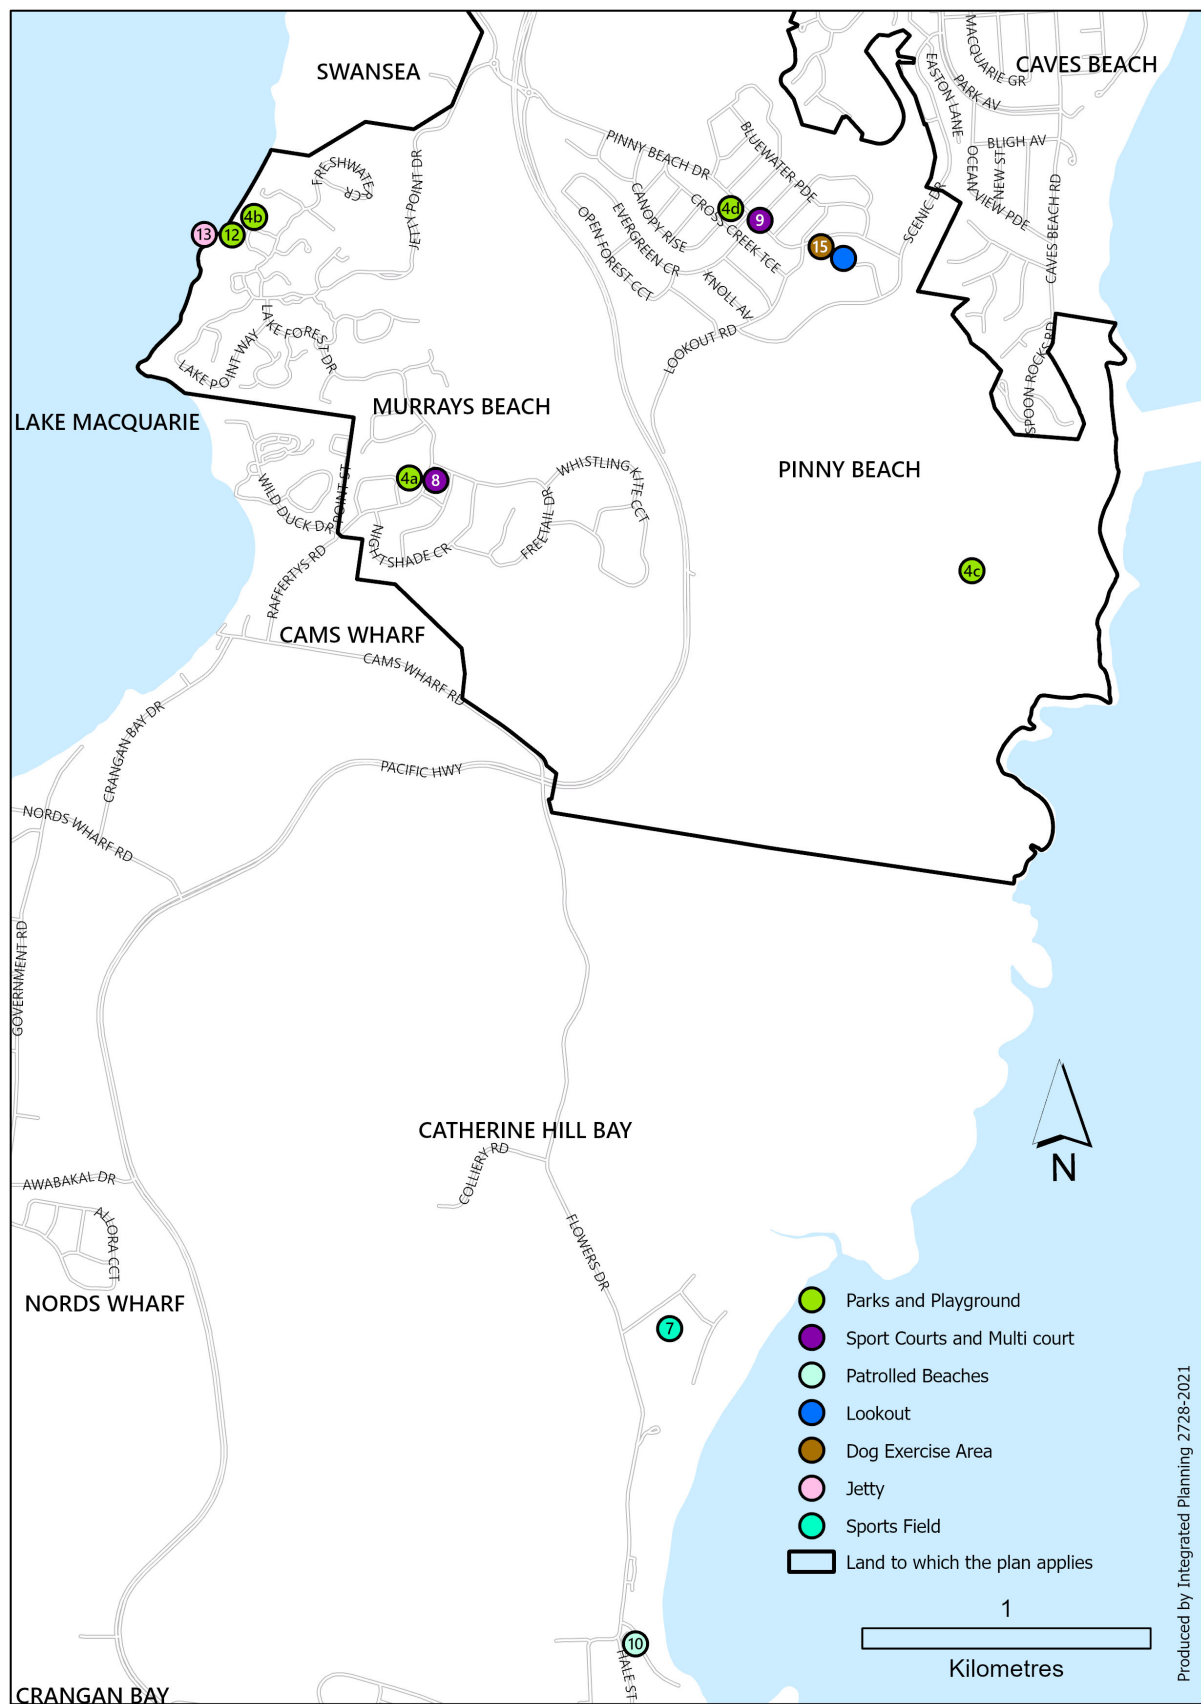 SWANSEA
CAVES BEACH
MACQUARIE GR
EASTON LANE
PARK AV
BLIGH AV
NEW ST
OCEAN VIEW PDE
CAVES BEACH RD
SCENIC DR
SPOON ROCKS RD
PINNY BEACH DR
BLUEWATER PDE
CANOPY RISE
CROSS CREEK TCE
EVERGREEN CR
OPEN FOREST CCT
KNOLL AV
LOOKOUT RD
4d
9
15
FRESHWATER CR
JETTY POINT DR
4b
13
12
LAKE FOREST DR
LAKE POINT WAY
LAKE MACQUARIE
MURRAYS BEACH
PINNY BEACH
4a
8
WHISTLING KITE CCT
FREETAIL DR
NIGHTSHADE CR
WILD DUCK DR
POINT ST
RAFFERTYS RD
4c
CAMS WHARF
CAMS WHARF RD
CRANGAN BAY DR
PACIFIC HWY
NORDS WHARF RD
GOVERNMENT RD
CATHERINE HILL BAY
COLLIERY RD
AWABAKAL DR
ALLORA CCT
FLOWERS DR
NORDS WHARF
7
10
HALE ST
CRANGAN BAY
N
Parks and Playground
Sport Courts and Multi court
Patrolled Beaches
Lookout
Dog Exercise Area
Jetty
Sports Field
Land to which the plan applies
1
Kilometres
Produced by Integrated Planning 2728-2021